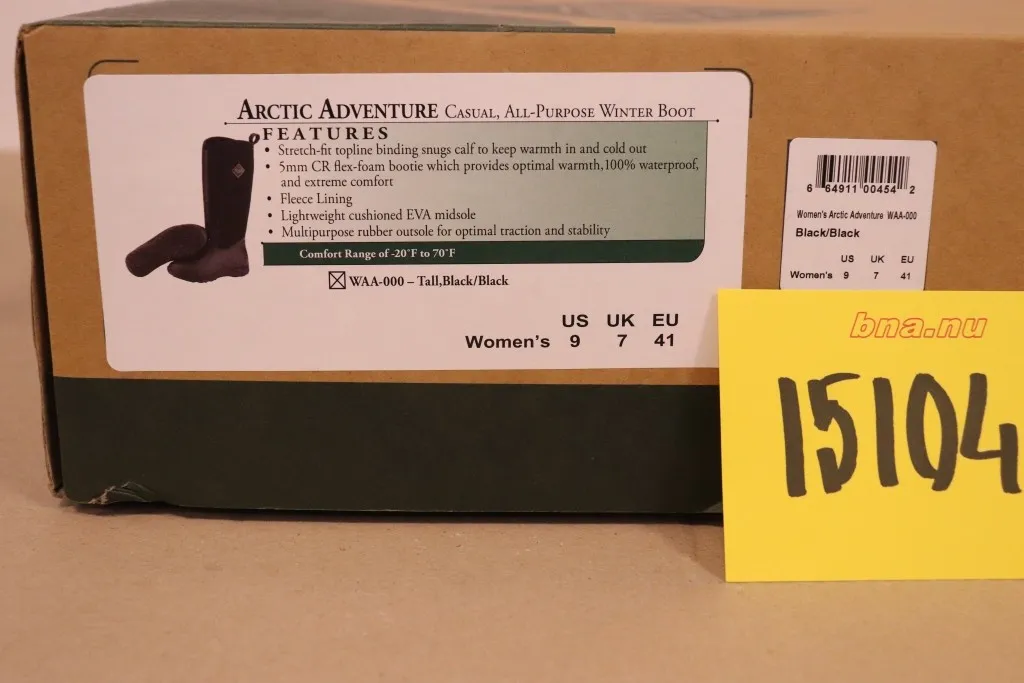 ARCTIC ADVENTURE CASUAL, ALL-PURPOSE WINTER BOOT
FEATURES
• Stretch-fit topline binding snugs calf to keep warmth in and cold out
• 5mm CR flex-foam bootie which provides optimal warmth,100% waterproof,
and extreme comfort
• Fleece Lining
• Lightweight cushioned EVA midsole
• Multipurpose rubber outsole for optimal traction and stability
Comfort Range of -20°F to 70°F
WAA-000 – Tall,Black/Black
US UK EU
Women's 9 7 41
6 64911 00454 2
Women's Arctic Adventure WAA-000
Black/Black
US UK EU
Women's 9 7 41
bna.nu
15104